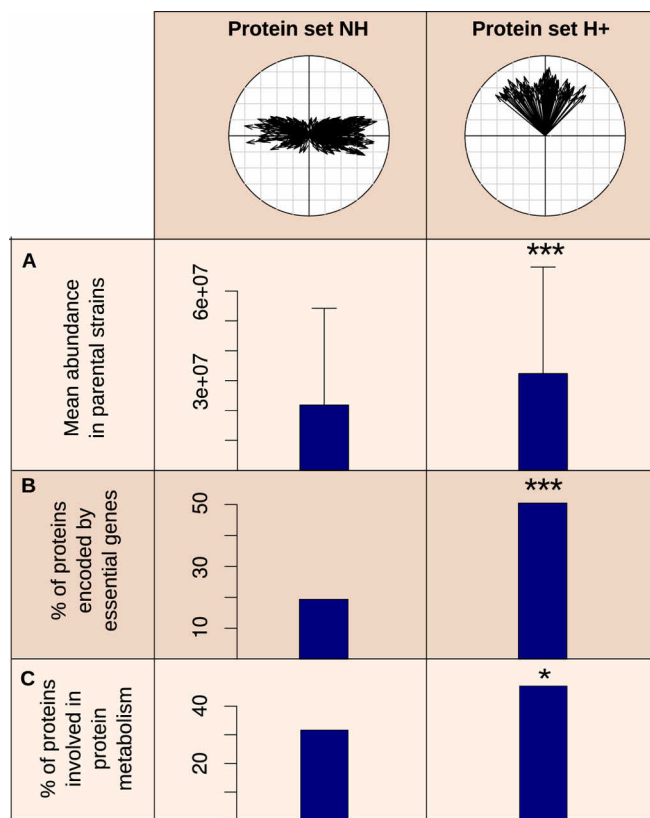 Protein set NH
Protein set H+
A
Mean abundance
in parental strains
6e+07
3e+07
***
B
% of proteins
encoded by
essential genes
50
30
10
***
C
% of proteins
involved in
protein
metabolism
40
20
*